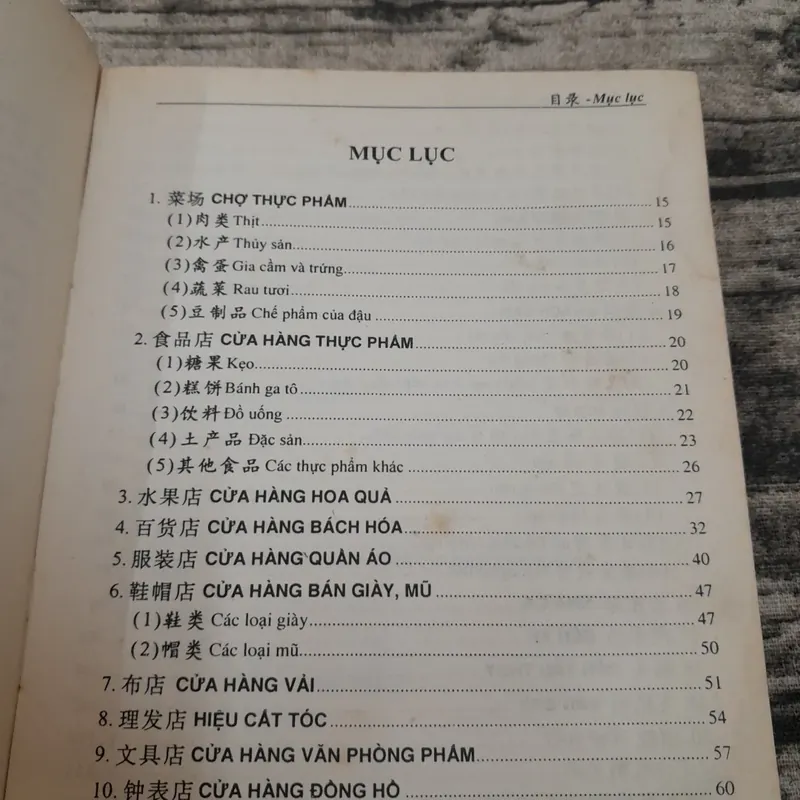 目录 -Mục lục
MỤC LỤC
1. 菜场 CHỢ THỰC PHẨM 15
(1)肉类 Thịt 15
(2)水产 Thủy sản 16
(3)禽蛋 Gia cầm và trứng 17
(4)蔬菜 Rau tươi 18
(5)豆制品 Chế phẩm của đậu 19
2. 食品店 CỬA HÀNG THỰC PHẨM 20
(1)糖果 Kẹo 20
(2)糕饼 Bánh ga tô 21
(3)饮料 Đồ uống 22
(4)土产品 Đặc sản 23
(5)其他食品 Các thực phẩm khác 26
3. 水果店 CỬA HÀNG HOA QUẢ 27
4. 百货店 CỬA HÀNG BÁCH HÓA 32
5. 服装店 CỬA HÀNG QUẦN ÁO 40
6. 鞋帽店 CỬA HÀNG BÁN GIÀY, MŨ 47
(1)鞋类 Các loại giày 47
(2)帽类 Các loại mũ 50
7. 布店 CỬA HÀNG VẢI 51
8. 理发店 HIỆU CẮT TÓC 54
9. 文具店 CỬA HÀNG VĂN PHÒNG PHẨM 57
10. 钟表店 CỬA HÀNG ĐỒNG HỒ 60